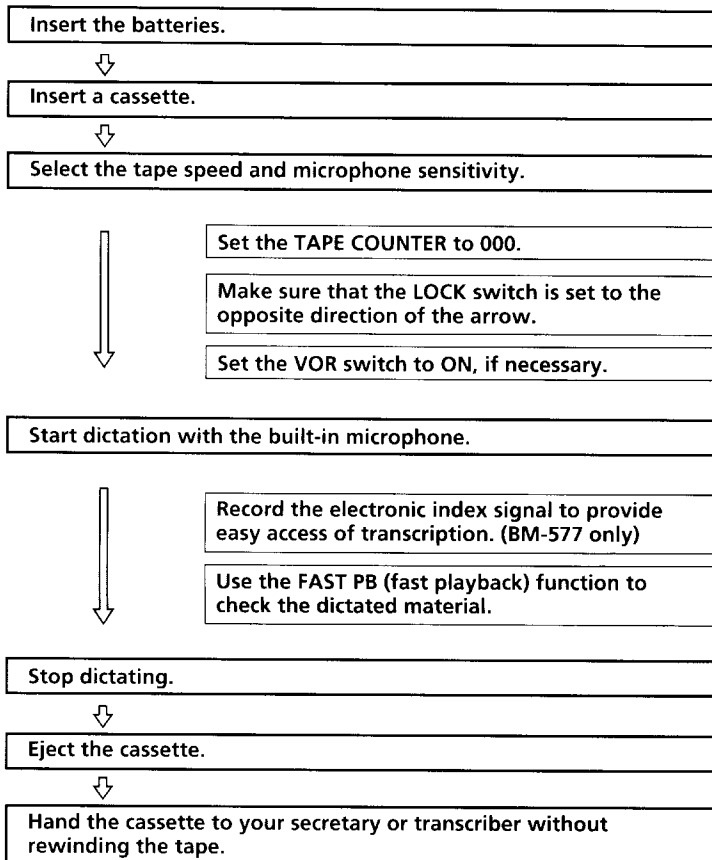 Insert the batteries.
Insert a cassette.
Select the tape speed and microphone sensitivity.
Set the TAPE COUNTER to 000.
Make sure that the LOCK switch is set to the
opposite direction of the arrow.
Set the VOR switch to ON, if necessary.
Start dictation with the built-in microphone.
Record the electronic index signal to provide
easy access of transcription. (BM-577 only)
Use the FAST PB (fast playback) function to
check the dictated material.
Stop dictating.
Eject the cassette.
Hand the cassette to your secretary or transcriber without
rewinding the tape.